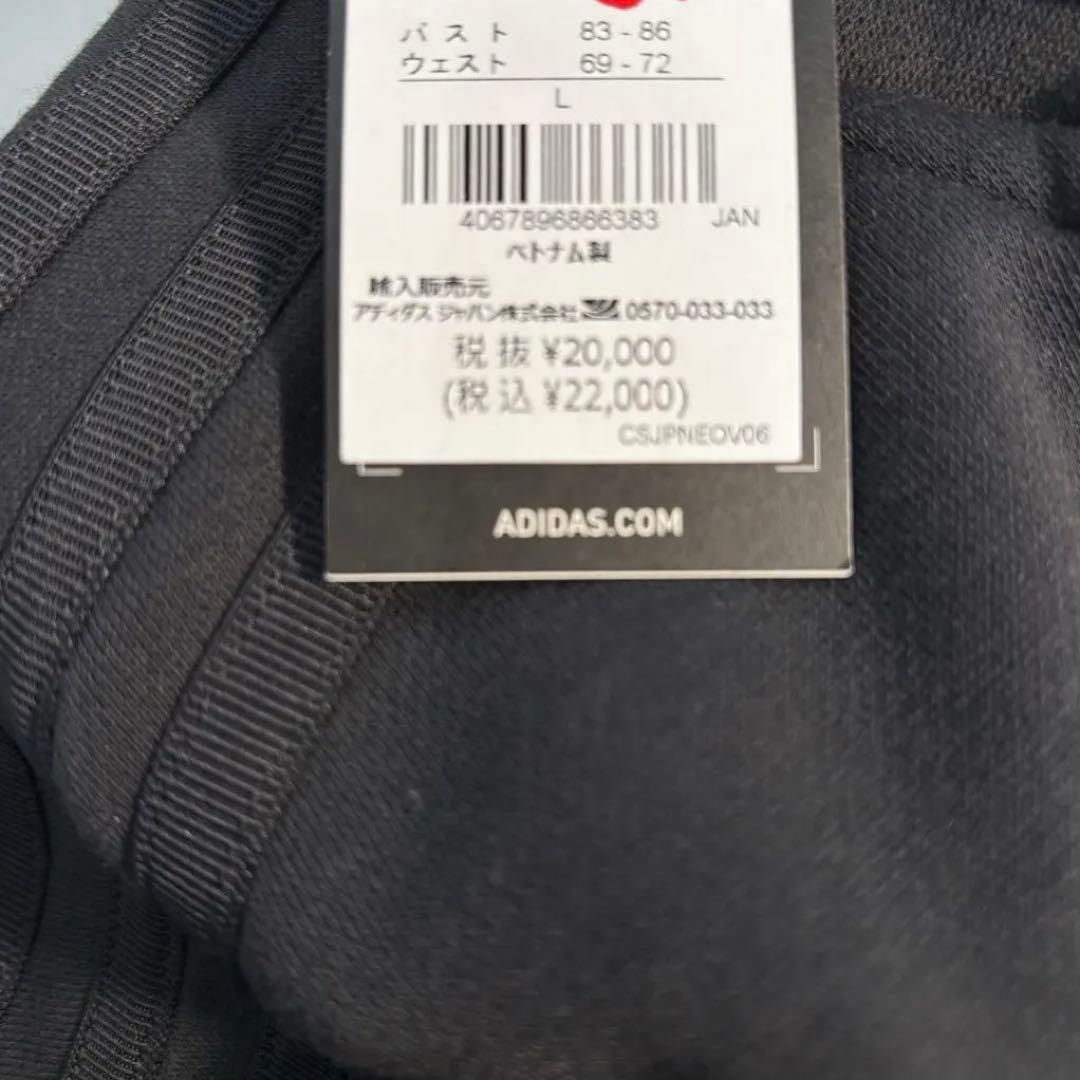 バスト 83 - 86
ウェスト 69 - 72
L
4067896866383 JAN
ベトナム製
輸入販売元
アディダス ジャパン株式会社 0570-033-033
税抜 ¥20,000
(税込 ¥22,000)
CSJPNEOV06
ADIDAS.COM